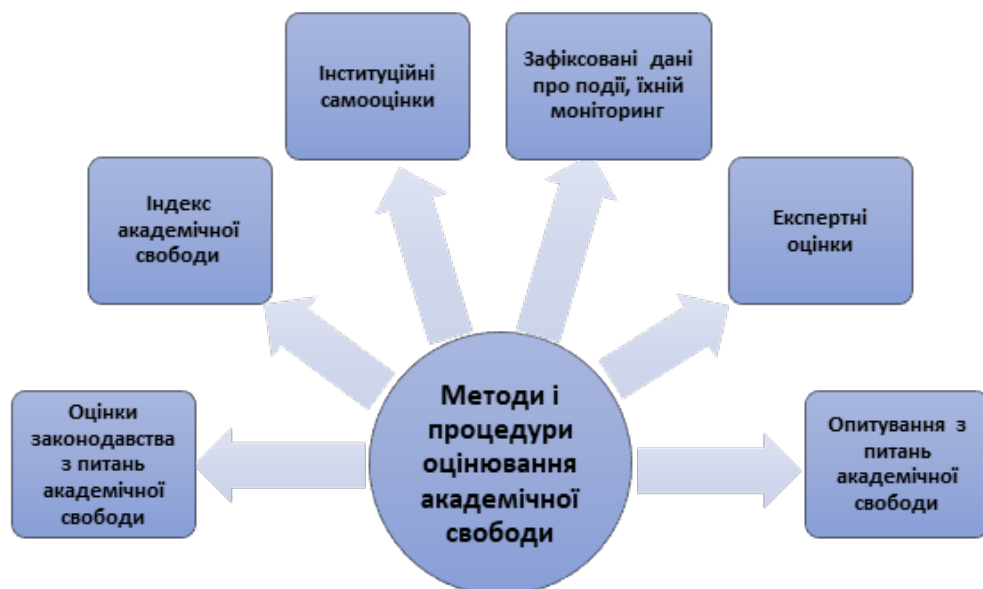 Інституційні
самооцінки
Зафіксовані дані
про події, їхній
моніторинг
Індекс
академічної
свободи
Експертні
оцінки
Оцінки
законодавства
з питань
академічної
свободи
Методи і
процедури
оцінювання
академічної
свободи
Опитування з
питань
академічної
свободи